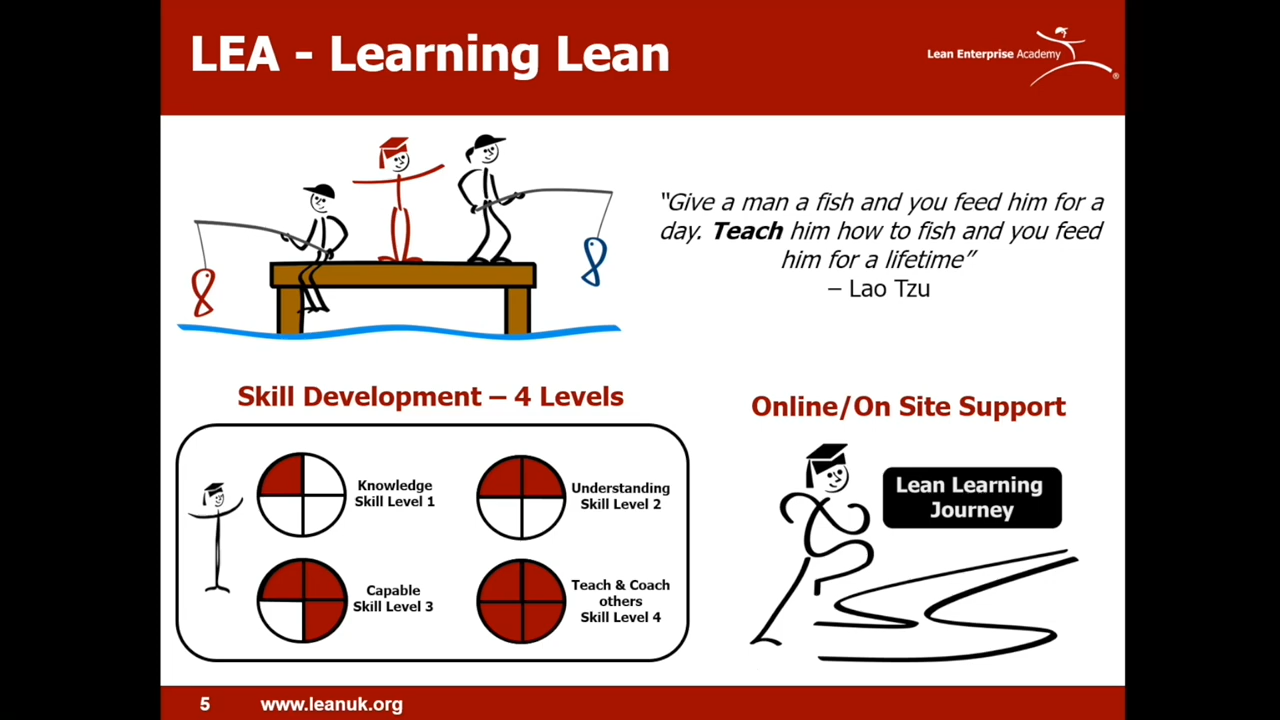 LEA - Learning Lean
Lean Enterprise Academy
®
“Give a man a fish and you feed him for a
day. Teach him how to fish and you feed
him for a lifetime”
– Lao Tzu
Skill Development – 4 Levels
Knowledge
Skill Level 1
Understanding
Skill Level 2
Capable
Skill Level 3
Teach & Coach
others
Skill Level 4
Online/On Site Support
Lean Learning
Journey
5
www.leanuk.org